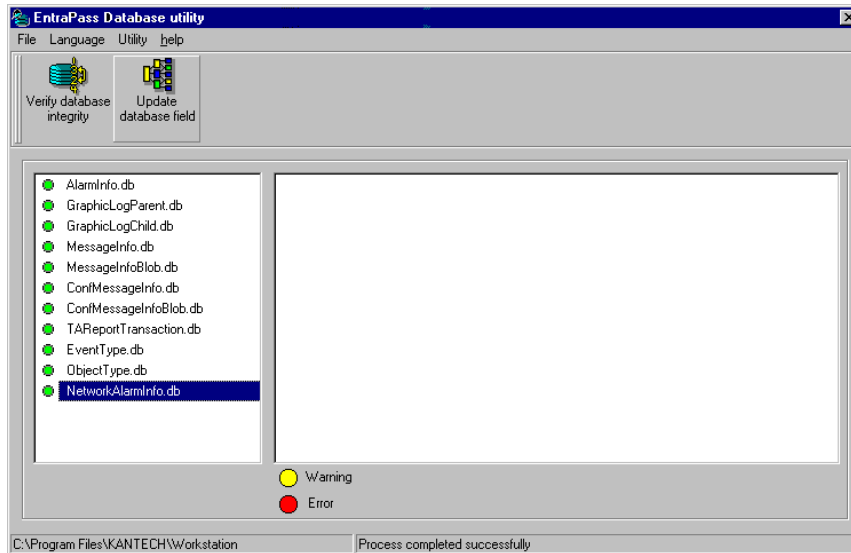 EntraPass Database utility
File Language Utility help
Verify database
integrity
Update
database field
AlarmInfo.db
GraphicLogParent.db
GraphicLogChild.db
MessageInfo.db
MessageInfoBlob.db
ConfMessageInfo.db
ConfMessageInfoBlob.db
TAReportTransaction.db
EventType.db
ObjectType.db
NetworkAlarmInfo.db
Warning
Error
C:\Program Files\KANTECH\Workstation
Process completed successfully